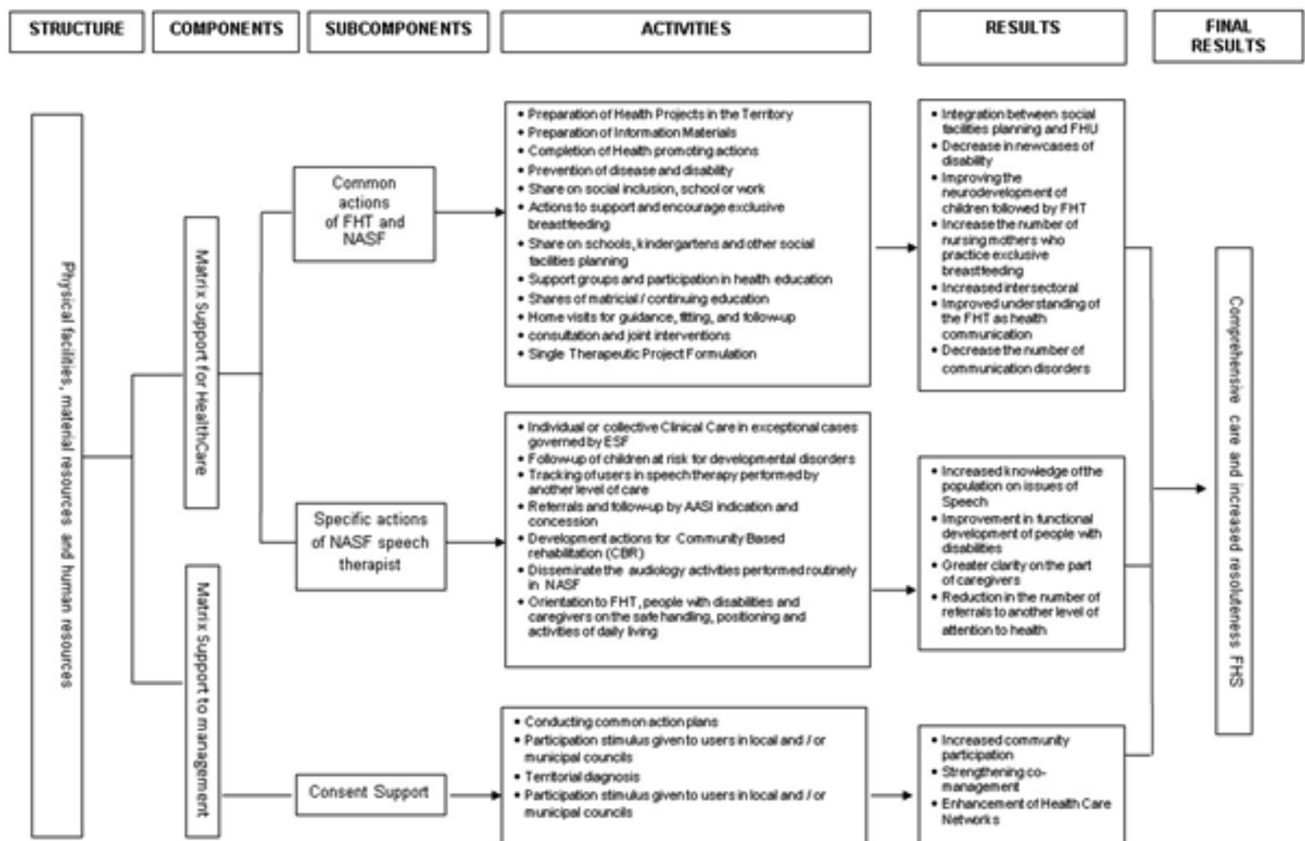 STRUCTURE
COMPONENTS
SUBCOMPONENTS
ACTIVITIES
RESULTS
FINAL
RESULTS
Physical facilities, material resources and human resources
Matrix Support for HealthCare
Matrix Support to management
Common
actions
of FHT and
NASF
Specific actions
of NASF speech
therapist
Consent Support
• Preparation of Health Projects in the Territory
• Preparation of Information Materials
• Completion of Health promoting actions
• Prevention of disease and disability
• Share on social inclusion, school or work
• Actions to support and encourage exclusive
breastfeeding
• Share on schools, kindergartens and other social
facilities planning
• Support groups and participation in health education
• Shares of matricial / continuing education
• Home visits for guidance, fitting, and follow-up
• consultation and joint interventions
• Single Therapeutic Project Formulation
• Individual or collective Clinical Care in exceptional cases
governed by ESF
• Follow-up of children at risk for developmental disorders
• Tracking of users in speech therapy performed by
another level of care
• Referrals and follow-up by AASI indication and
concession
• Development actions for Community Based
rehabilitation (CBR)
• Disseminate the audiology activities performed routinely
in NASF
• Orientation to FHT, people with disabilities and
caregivers on the safe handling, positioning and
activities of daily living
• Conducting common action plans
• Participation stimulus given to users in local and / or
municipal councils
• Territorial diagnosis
• Participation stimulus given to users in local and / or
municipal councils
• Integration between social
facilities planning and FHU
• Decrease in newcases of
disability
• Improving the
neurodevelopment of
children followed by FHT
• Increase the number of
nursing mothers who
practice exclusive
breastfeeding
• Increased intersectoral
• Improved understanding of
the FHT as health
communication
• Decrease the number of
communication disorders
• Increased knowledge of the
population on issues of
Speech
• Improvement in functional
development of people with
disabilities
• Greater clarity on the part
of caregivers
• Reduction in the number of
referrals to another level of
attention to health
• Increased community
participation
• Strengthening co-
management
• Enhancement of Health Care
Networks
Comprehensive care and increased resoluteness FHS